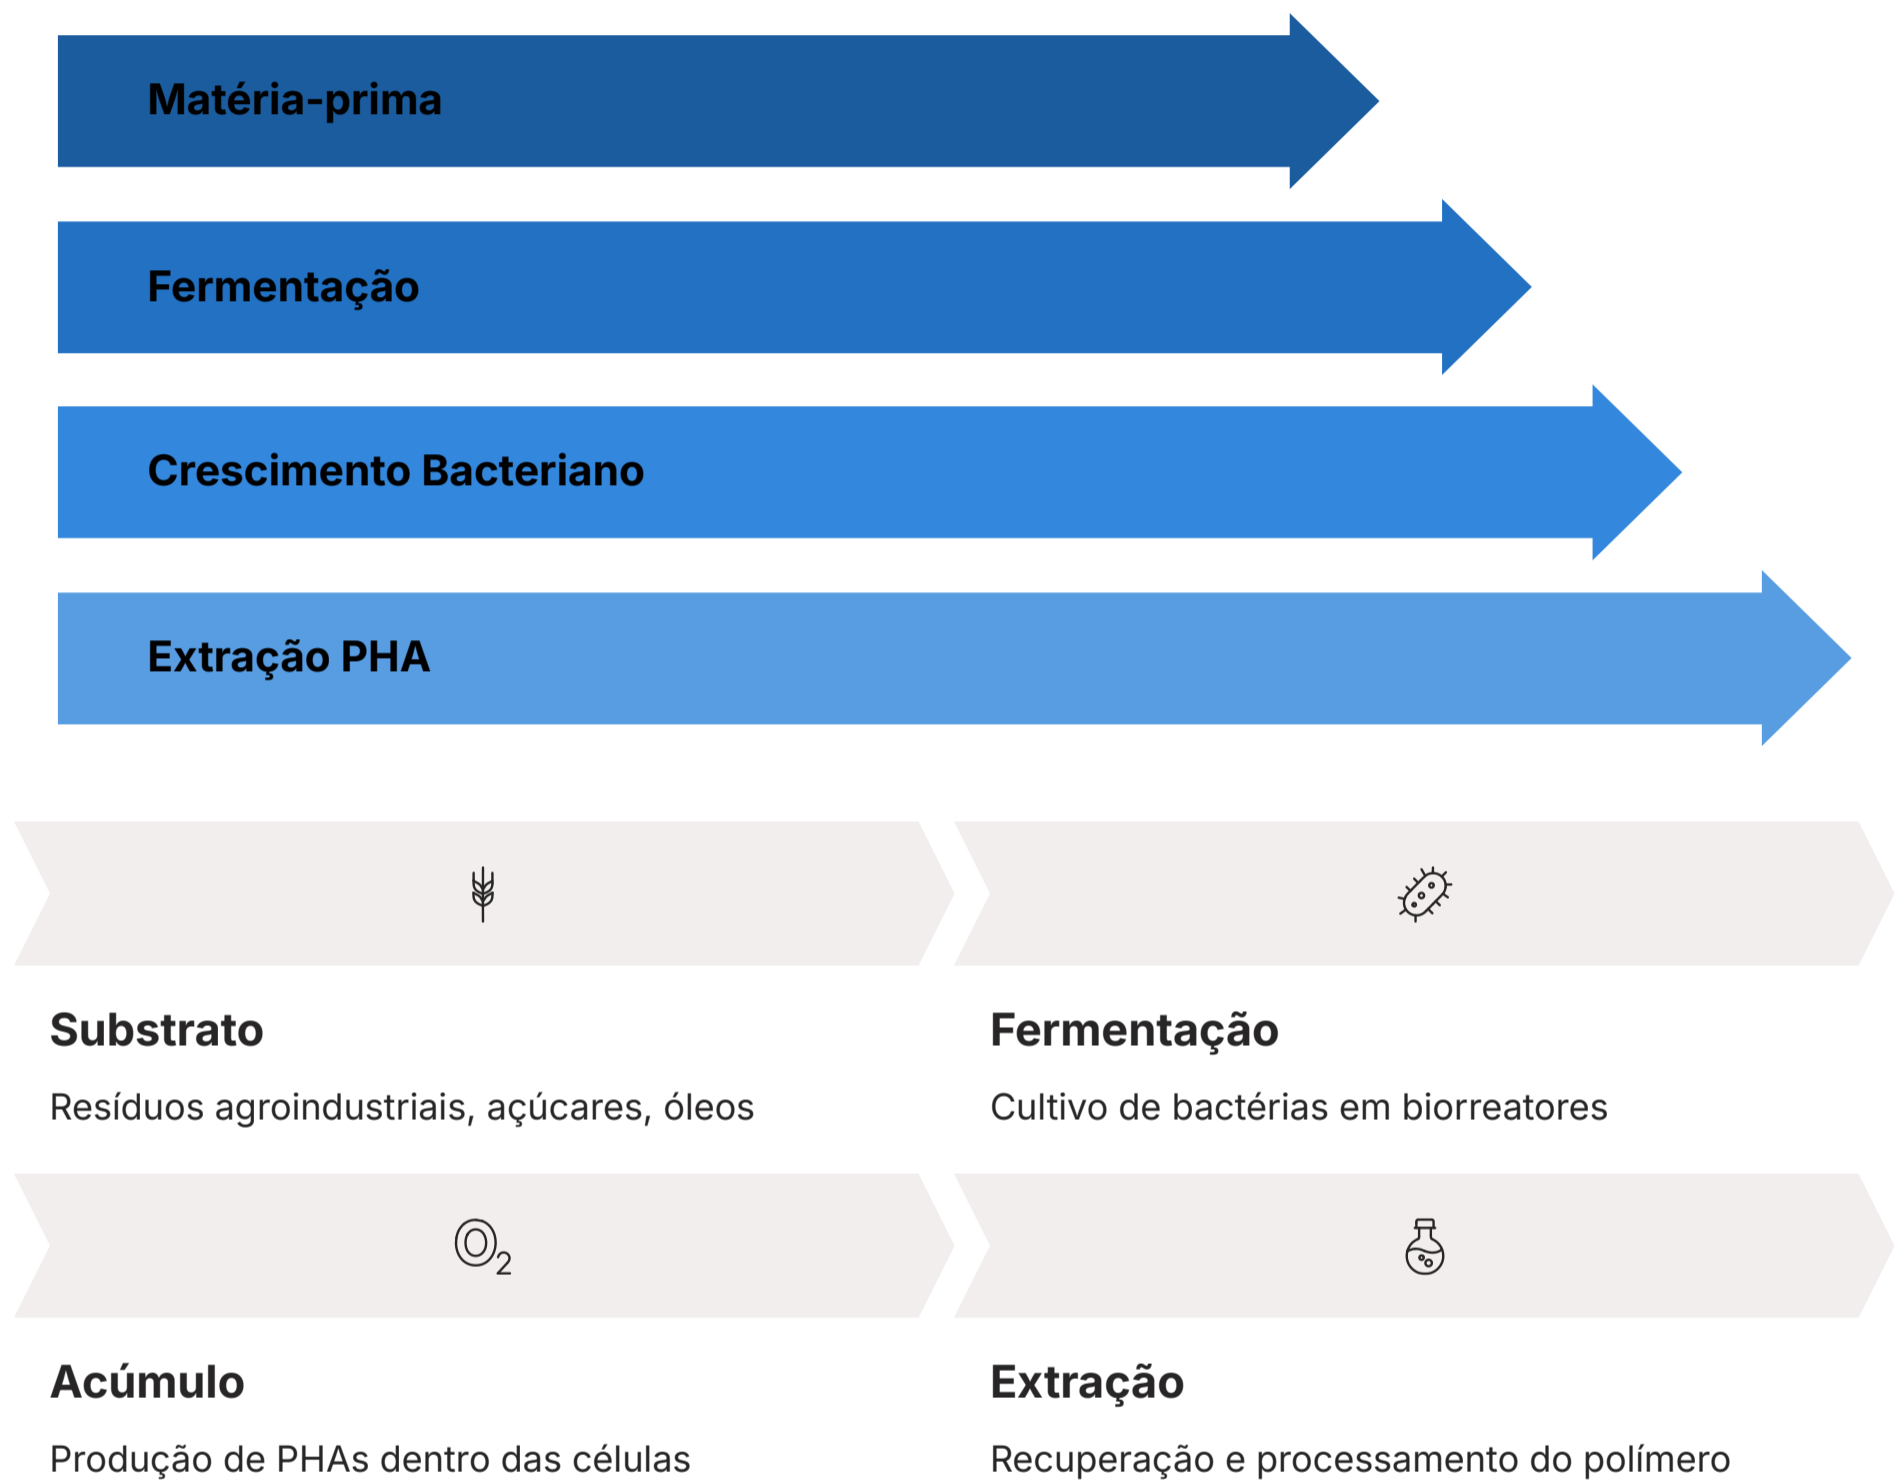 Matéria-prima
Fermentação
Crescimento Bacteriano
Extração PHA
Substrato
Resíduos agroindustriais, açúcares, óleos
Fermentação
Cultivo de bactérias em biorreatores
O2
Acúmulo
Produção de PHAs dentro das células
Extração
Recuperação e processamento do polímero